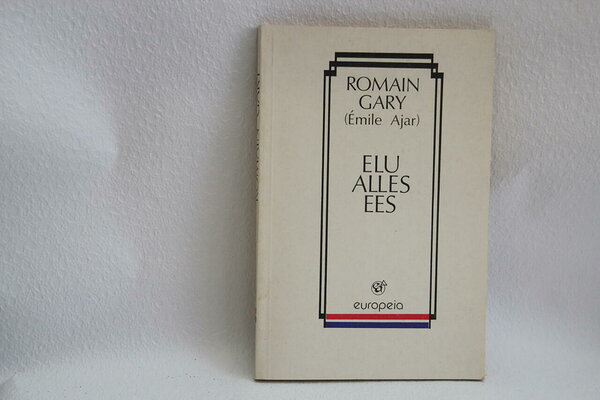 ROMAIN
GARY
(Émile Ajar)
ELU
ALLES
EES
europeia